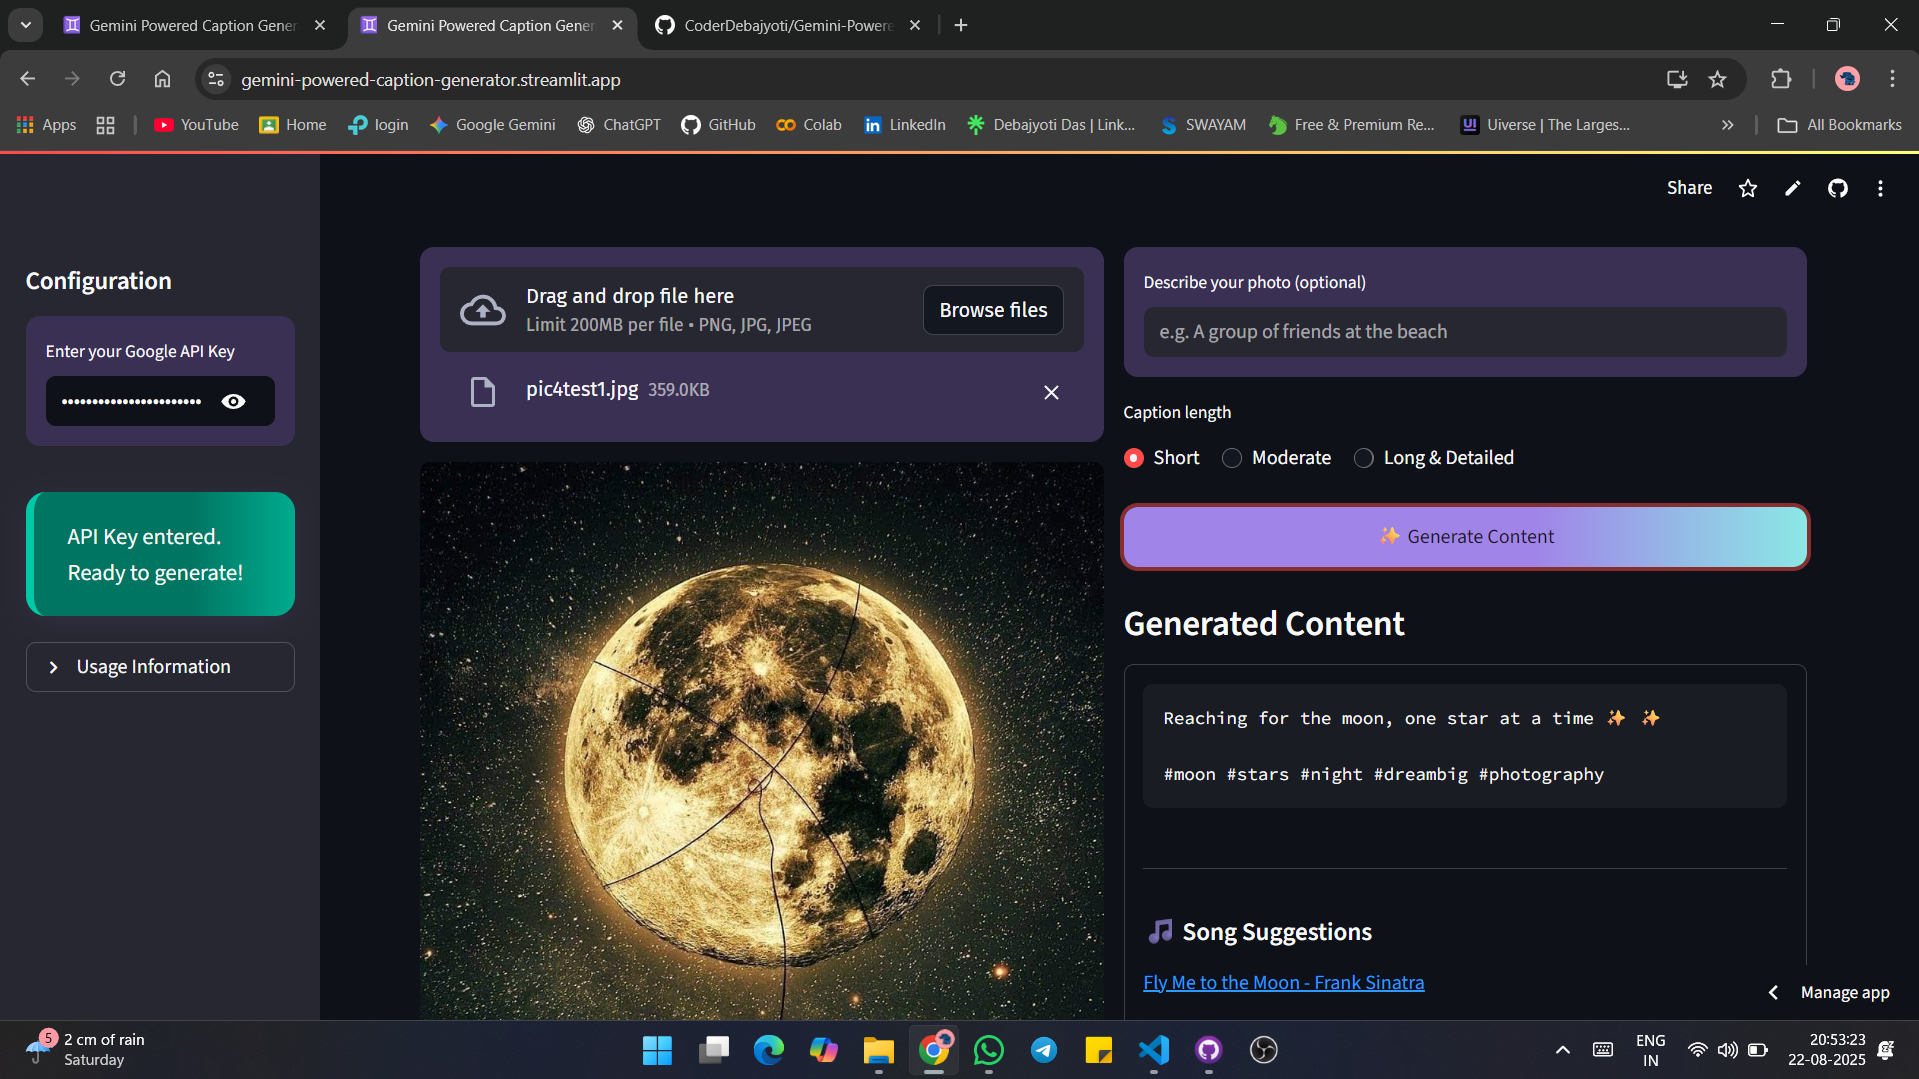 Gemini Powered Caption Gener
Gemini Powered Caption Gener
CoderDebajyoti/Gemini-Powere
gemini-powered-caption-generator.streamlit.app
Apps
YouTube
Home
login
Google Gemini
ChatGPT
GitHub
Colab
LinkedIn
Debajyoti Das | Link...
SWAYAM
Free & Premium Re...
Uiverse | The Larges...
All Bookmarks
Share
Configuration
Enter your Google API Key
API Key entered.
Ready to generate!
Usage Information
Drag and drop file here
Limit 200MB per file • PNG, JPG, JPEG
Browse files
pic4test1.jpg 359.0KB
Describe your photo (optional)
e.g. A group of friends at the beach
Caption length
Short
Moderate
Long & Detailed
✨ Generate Content
Generated Content
Reaching for the moon, one star at a time ✨ ✨
#moon #stars #night #dreambig #photography
🎵 Song Suggestions
Fly Me to the Moon - Frank Sinatra
Manage app
5
2 cm of rain
Saturday
ENG
IN
20:53:23
22-08-2025